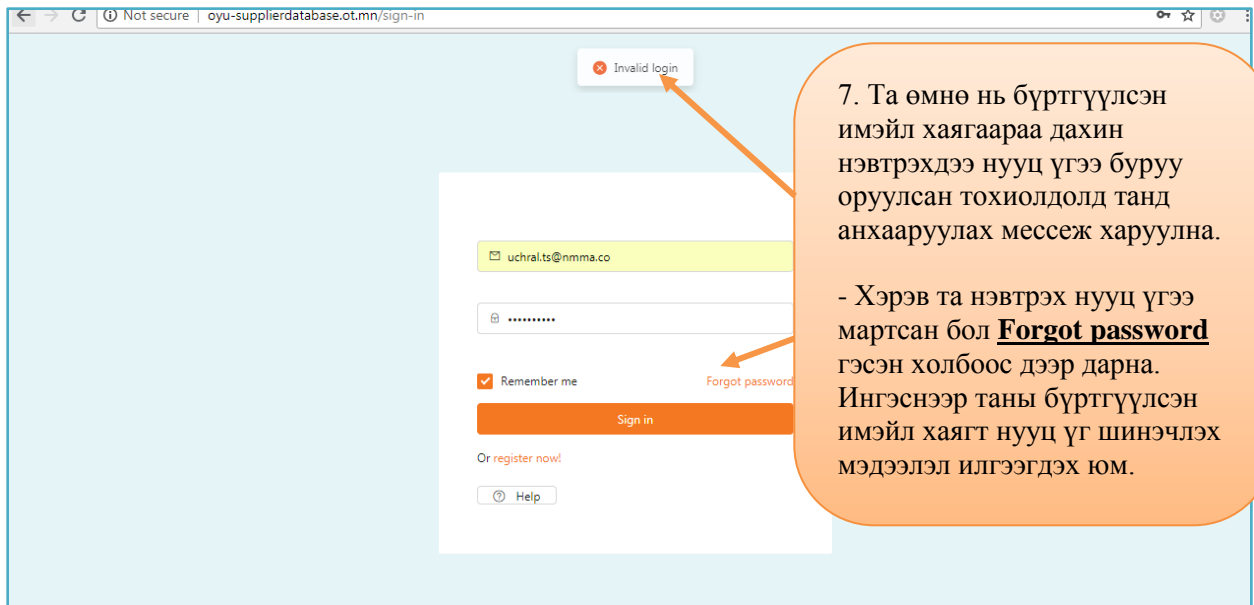 Not secure | oyu-supplierdatabase.ot.mn/sign-in
Invalid login
uchral.ts@nmma.co
••••••••••
Remember me
Forgot password
Sign in
Or register now!
Help
7. Та өмнө нь бүртгүүлсэн
имэйл хаягаараа дахин
нэвтрэхдээ нууц үгээ буруу
оруулсан тохиолдолд танд
анхааруулах мессеж харуулна.
- Хэрэв та нэвтрэх нууц үгээ
мартсан бол Forgot password
гэсэн холбоос дээр дарна.
Ингэснээр таны бүртгүүлсэн
имэйл хаягт нууц үг шинэчлэх
мэдээлэл илгээгдэх юм.